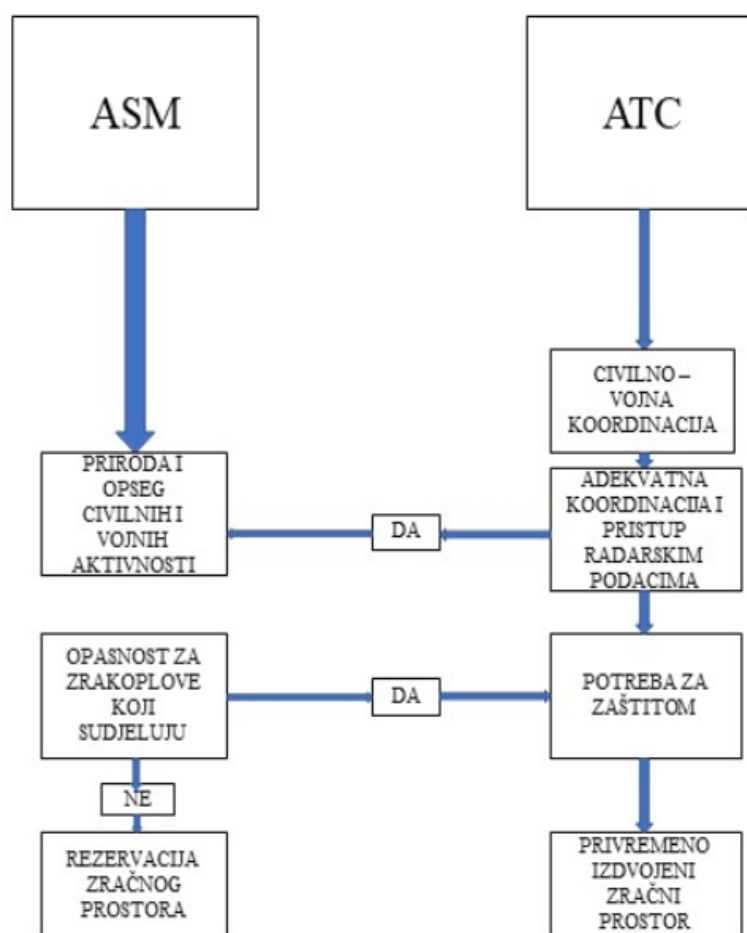 ASM
ATC
CIVILNO –
VOJNA
KOORDINACIJA
PRIRODA I
OPSEG
CIVILNIH I
VOJNIH
AKTIVNOSTI
DA
ADEKVATNA
KOORDINACIJA I
PRISTUP
RADARSKIM
PODACIMA
OPASNOST ZA
ZRAKOPLOVE
KOJI
SUDJELUJU
DA
POTREBA ZA
ZAŠTITOM
NE
REZERVACIJA
ZRAČNOG
PROSTORA
PRIVREMENO
IZDVOJENI
ZRAČNI
PROSTOR